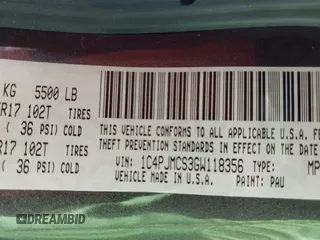 KG 5500 LB
R17 102T TIRES
( 36 PSI) COLD
R17 102T TIRES
( 36 PSI) COLD
THIS VEHICLE CONFORMS TO ALL APPLICABLE U.S.A. FE
THEFT PREVENTION STANDARDS IN EFFECT ON THE DATE
VIN: 1C4PJMCS3GW118356 TYPE: MP
VEHICLE MADE IN U.S.A. PAINT: PAU
DREAMBID